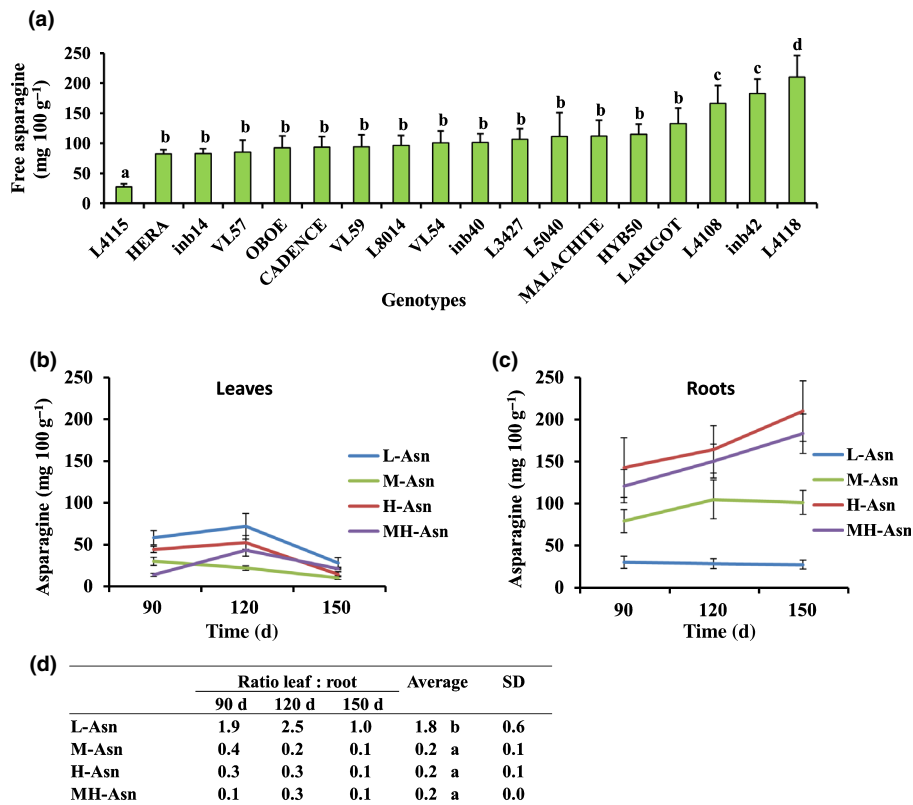 (a)
Free asparagine
(mg 100 g⁻¹)
250
200
150
100
50
0
a
b
b
b
b
b
b
b
b
b
b
b
b
b
b
c
c
d
L4115
HERA
inb14
VL57
OBOE
CADENCE
VL59
L8014
VL54
inb40
L3427
L5040
MALACHITE
HYB50
LARIGOT
L4108
inb42
L4118
Genotypes
(b)
Leaves
Asparagine (mg 100 g⁻¹)
250
200
150
100
50
0
90 120 150
Time (d)
L-Asn
M-Asn
H-Asn
MH-Asn
(c)
Roots
Asparagine (mg 100 g⁻¹)
250
200
150
100
50
0
90 120 150
Time (d)
L-Asn
M-Asn
H-Asn
MH-Asn
(d)
Ratio leaf : root Average SD
90 d 120 d 150 d
L-Asn 1.9 2.5 1.0 1.8 b 0.6
M-Asn 0.4 0.2 0.1 0.2 a 0.1
H-Asn 0.3 0.3 0.1 0.2 a 0.1
MH-Asn 0.1 0.3 0.1 0.2 a 0.0